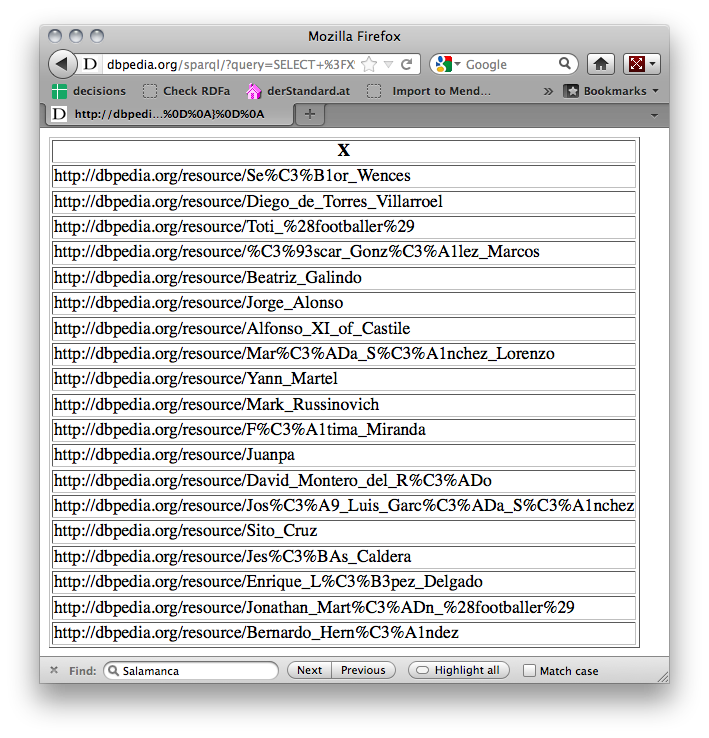 Mozilla Firefox
D dbpedia.org/sparql/?query=SELECT+%3FX Google
decisions Check RDFa derStandard.at Import to Mend... » Bookmarks
D http://dbpedi...%0D%0A}%0D%0A +
X
http://dbpedia.org/resource/Se%C3%B1or_Wences
http://dbpedia.org/resource/Diego_de_Torres_Villarroel
http://dbpedia.org/resource/Toti_%28footballer%29
http://dbpedia.org/resource/%C3%93scar_Gonz%C3%A1lez_Marcos
http://dbpedia.org/resource/Beatriz_Galindo
http://dbpedia.org/resource/Jorge_Alonso
http://dbpedia.org/resource/Alfonso_XI_of_Castile
http://dbpedia.org/resource/Mar%C3%ADa_S%C3%A1nchez_Lorenzo
http://dbpedia.org/resource/Yann_Martel
http://dbpedia.org/resource/Mark_Russinovich
http://dbpedia.org/resource/F%C3%A1tima_Miranda
http://dbpedia.org/resource/Juanpa
http://dbpedia.org/resource/David_Montero_del_R%C3%ADo
http://dbpedia.org/resource/Jos%C3%A9_Luis_Garc%C3%ADa_S%C3%A1nchez
http://dbpedia.org/resource/Sito_Cruz
http://dbpedia.org/resource/Jes%C3%BAs_Caldera
http://dbpedia.org/resource/Enrique_L%C3%B3pez_Delgado
http://dbpedia.org/resource/Jonathan_Mart%C3%ADn_%28footballer%29
http://dbpedia.org/resource/Bernardo_Hern%C3%A1ndez
Find: Salamanca Next Previous Highlight all Match case